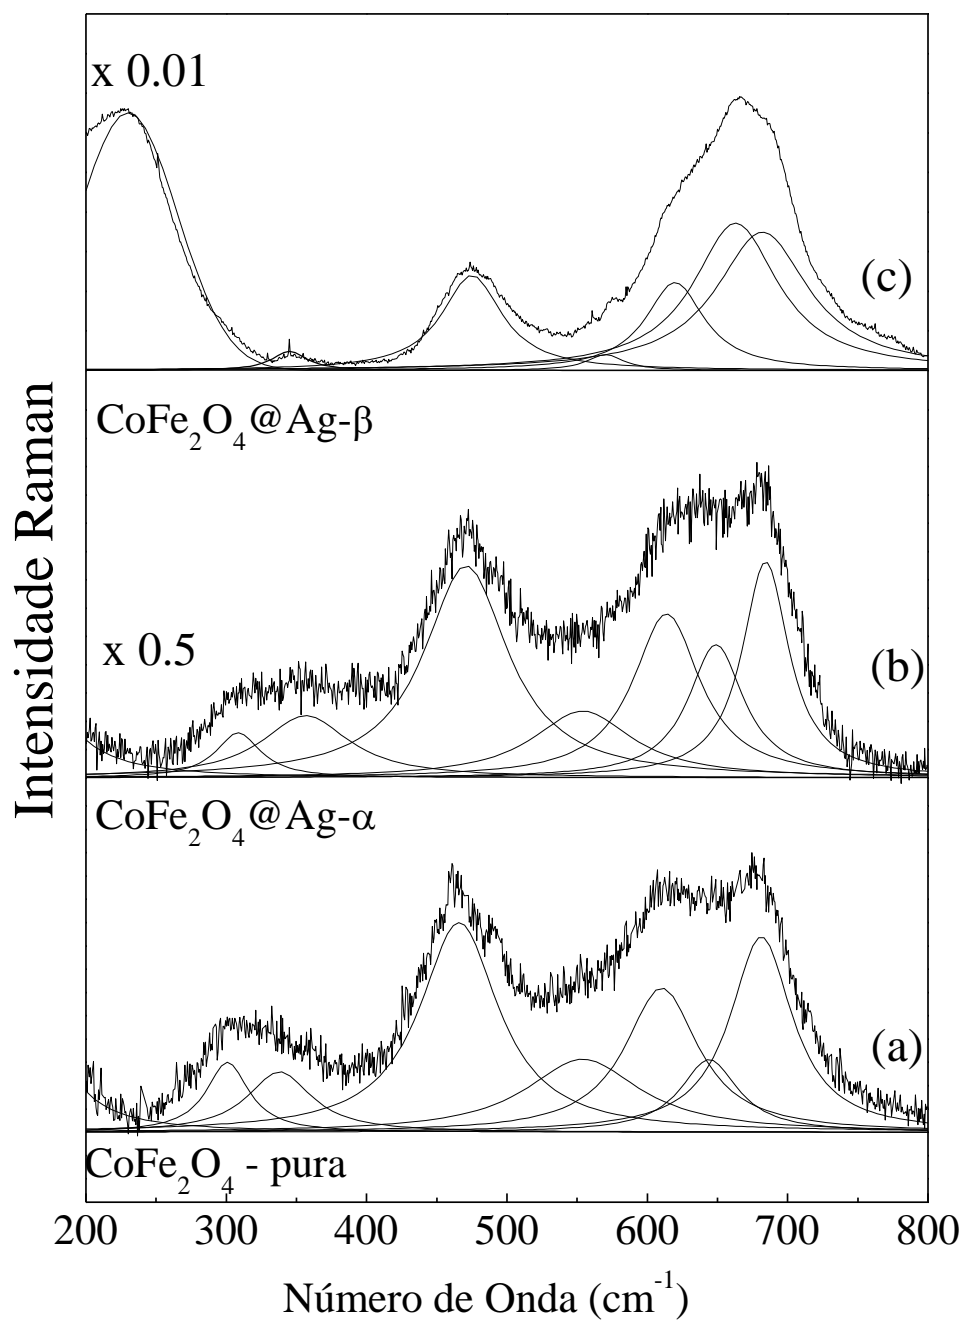 x 0.01
(c)
CoFe₂O₄@Ag-β
x 0.5
(b)
CoFe₂O₄@Ag-α
(a)
CoFe₂O₄ - pura
Intensidade Raman
200 300 400 500 600 700 800
Número de Onda (cm⁻¹)